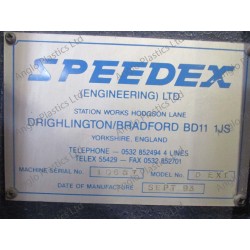 SPEEDEX
(ENGINEERING) LTD
STATION WORKS HODGSON LANE
DRIGHLINGTON/BRADFORD BD11 1JS
YORKSHIRE, ENGLAND
TELEPHONE — 0532 852494 4 LINES
TELEX 55429 — FAX 0532-852701
MACHINE SERIAL No.
MODEL No.
DATE OF MANUFACTURE SEPT 93